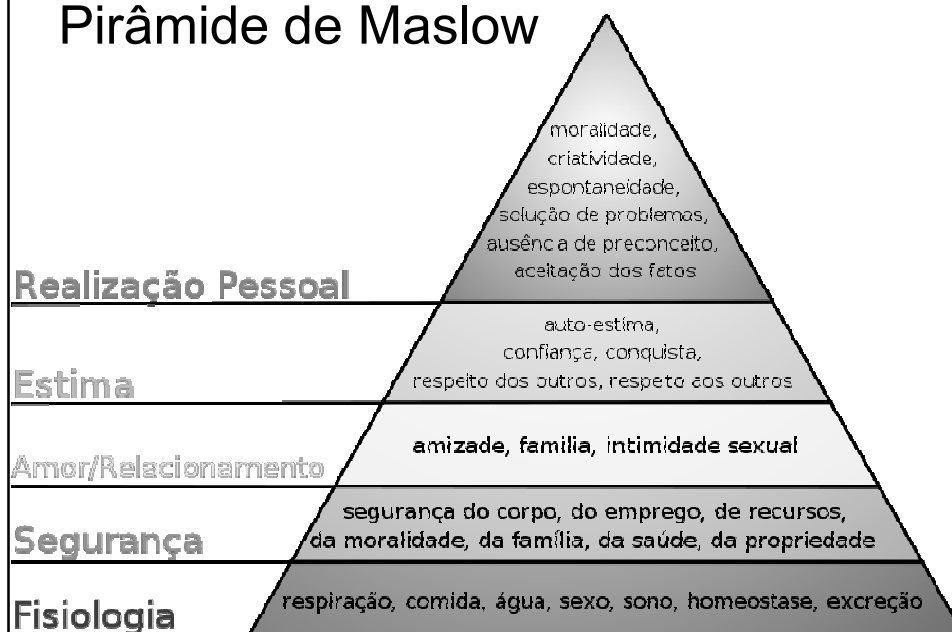 Pirâmide de Maslow
moralidade,
criatividade,
espontaneidade,
solução de problemas,
ausência de preconceito,
aceitação dos fatos
Realização Pessoal
auto-estima,
confiança, conquista,
respeito dos outros, respeito aos outros
Estima
amizade, família, intimidade sexual
Amor/Relacionamento
segurança do corpo, do emprego, de recursos,
da moralidade, da família, da saúde, da propriedade
Segurança
respiração, comida, água, sexo, sono, homeostase, excreção
Fisiologia